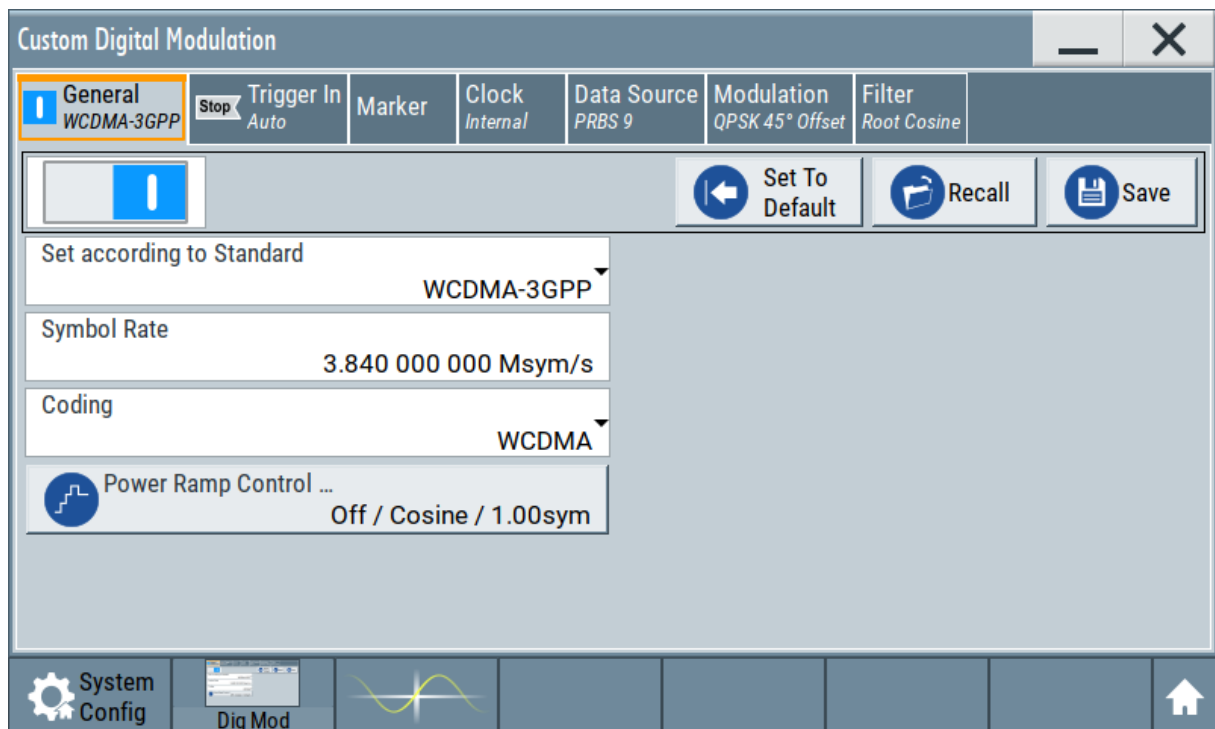 Custom Digital Modulation
General
WCDMA-3GPP
Stop
Trigger In
Auto
Marker
Clock
Internal
Data Source
PRBS 9
Modulation
QPSK 45° Offset
Filter
Root Cosine
Set To
Default
Recall
Save
Set according to Standard
WCDMA-3GPP
Symbol Rate
3.840 000 000 Msym/s
Coding
WCDMA
Power Ramp Control ...
Off / Cosine / 1.00sym
System
Config
Dig Mod